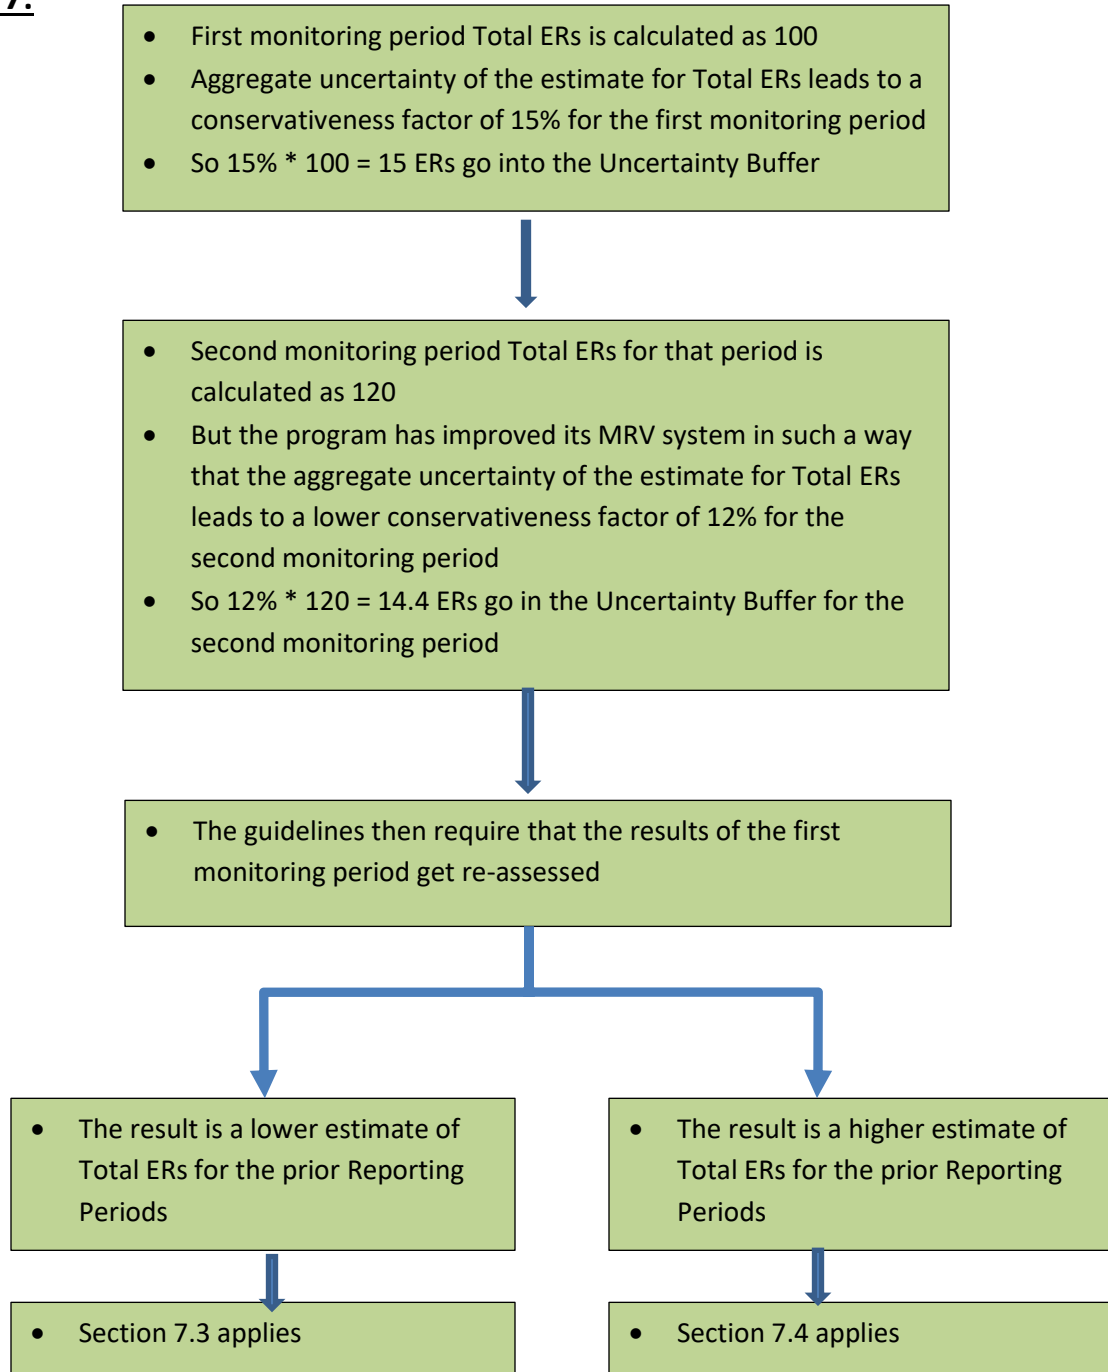 7.
• First monitoring period Total ERs is calculated as 100
• Aggregate uncertainty of the estimate for Total ERs leads to a
conservativeness factor of 15% for the first monitoring period
• So 15% * 100 = 15 ERs go into the Uncertainty Buffer
• Second monitoring period Total ERs for that period is
calculated as 120
• But the program has improved its MRV system in such a way
that the aggregate uncertainty of the estimate for Total ERs
leads to a lower conservativeness factor of 12% for the
second monitoring period
• So 12% * 120 = 14.4 ERs go in the Uncertainty Buffer for the
second monitoring period
• The guidelines then require that the results of the first
monitoring period get re-assessed
• The result is a lower estimate of
Total ERs for the prior Reporting
Periods
• The result is a higher estimate of
Total ERs for the prior Reporting
Periods
• Section 7.3 applies
• Section 7.4 applies